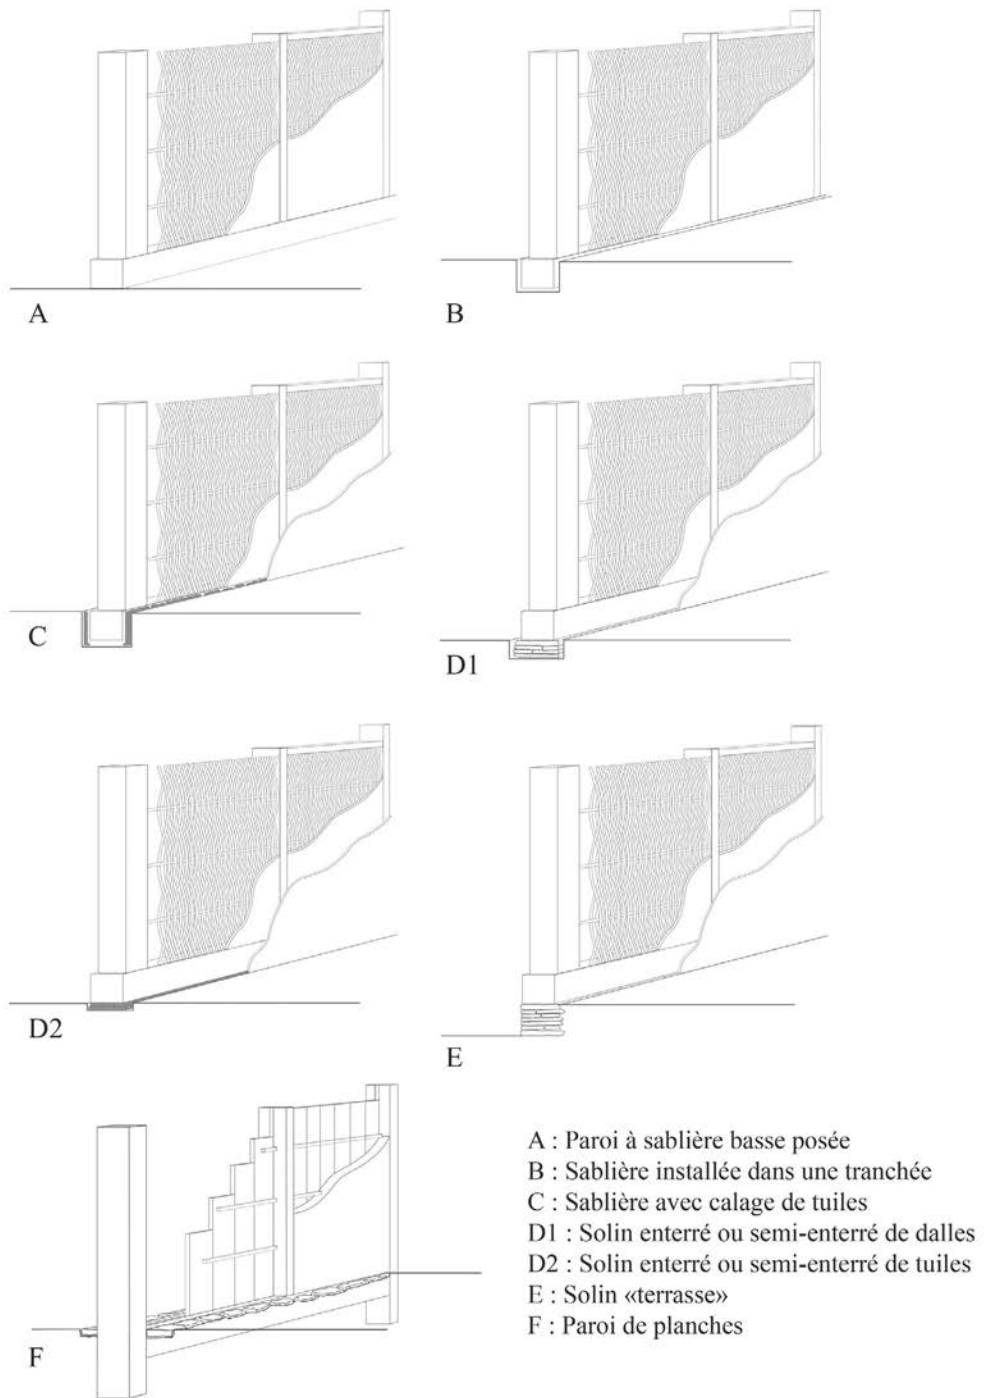 A
B
C
D1
D2
E
F
A : Paroi à sablière basse posée
B : Sablière installée dans une tranchée
C : Sablière avec calage de tuiles
D1 : Solin enterré ou semi-enterré de dalles
D2 : Solin enterré ou semi-enterré de tuiles
E : Solin «terrasse»
F : Paroi de planches